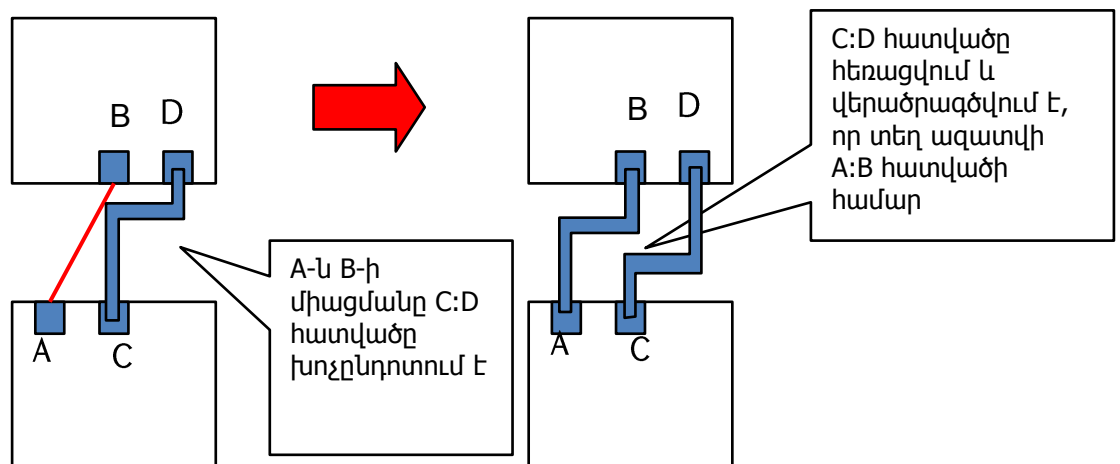 B D
A C
A-ն B-ի
միացմանը C:D
հատվածը
խոչընդոտում է
B D
A C
C:D հատվածը
հեռացվում և
վերածրագծվում է,
որ տեղ ազատվի
A:B հատվածի
համար